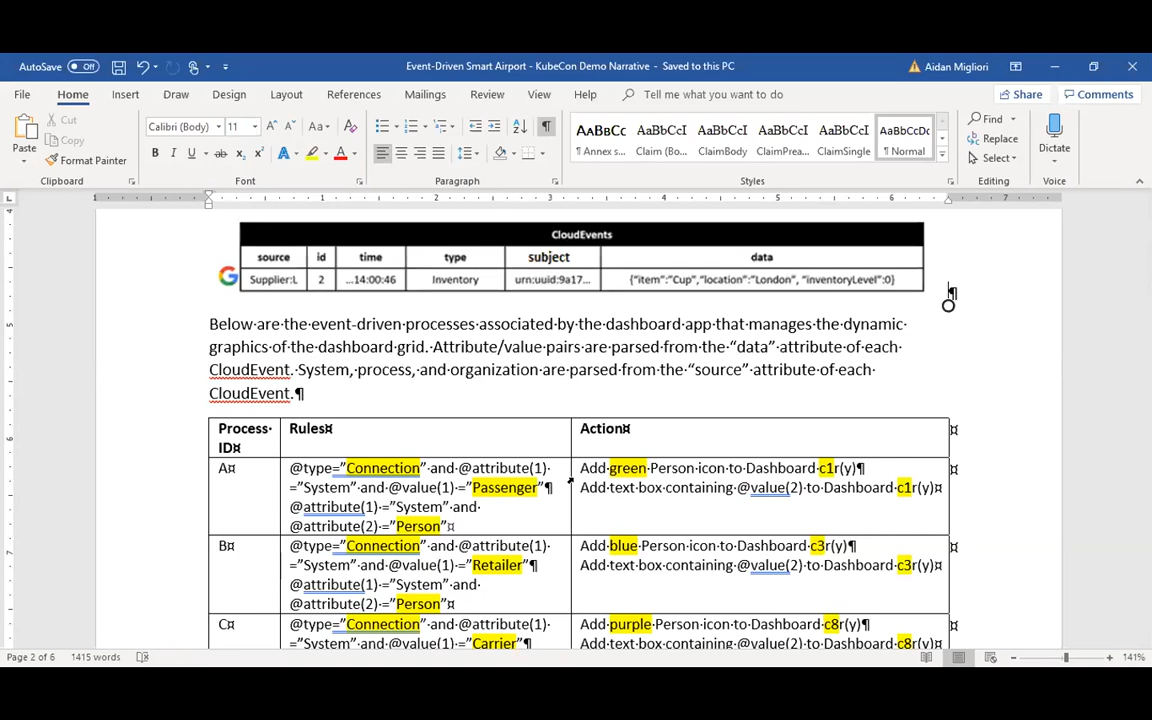 AutoSave Off
Event-Driven Smart Airport - KubeCon Demo Narrative - Saved to this PC
Aidan Migliori
File Home Insert Draw Design Layout References Mailings Review View Help Tell me what you want to do
Share Comments
Paste
Cut
Copy
Format Painter
Clipboard
Calibri (Body) 11
Font
Paragraph
AaBbCc AaBbCcI AaBbCcI AaBbCcI AaBbCcI AaBbCcDc
¶ Annex s... Claim (Bo... ClaimBody ClaimPrea... ClaimSingle ¶ Normal
Styles
Find
Replace
Select
Editing
Dictate
Voice
1 1 2 3 4 5 6 7
CloudEvents
source id time type subject data
G Supplier:L 2 ...14:00:46 Inventory urn:uuid:9a17... {"item":"Cup","location":"London", "inventoryLevel":0}
¶
Below·are·the·event-driven·processes·associated·by·the·dashboard·app·that·manages·the·dynamic·
graphics·of·the·dashboard·grid.·Attribute/value·pairs·are·parsed·from·the·“data”·attribute·of·each·
CloudEvent.·System,·process,·and·organization·are·parsed·from·the·“source”·attribute·of·each·
CloudEvent.¶
Process· Rules¤ Action¤ ¤
ID¤
A¤ @type=”Connection”·and·@attribute(1)· Add·green·Person·icon·to·Dashboard·c1r(y)¶ ¤
=”System”·and·@value(1)·=”Passenger”¶ Add·text·box·containing·@value(2)·to·Dashboard·c1r(y)¤
@attribute(1)·=”System”·and·
@attribute(2)·=”Person”¤
B¤ @type=”Connection”·and·@attribute(1)· Add·blue·Person·icon·to·Dashboard·c3r(y)¶ ¤
=”System”·and·@value(1)·=”Retailer”¶ Add·text·box·containing·@value(2)·to·Dashboard·c3r(y)¤
@attribute(1)·=”System”·and·
@attribute(2)·=”Person”¤
C¤ @type=”Connection”·and·@attribute(1)· Add·purple·Person·icon·to·Dashboard·c8r(y)¶ ¤
=”System”·and·@value(1)·=”Carrier”¶ Add·text·box·containing·@value(2)·to·Dashboard·c8r(y)¤
4
5
6
7
Page 2 of 6 1415 words 141%